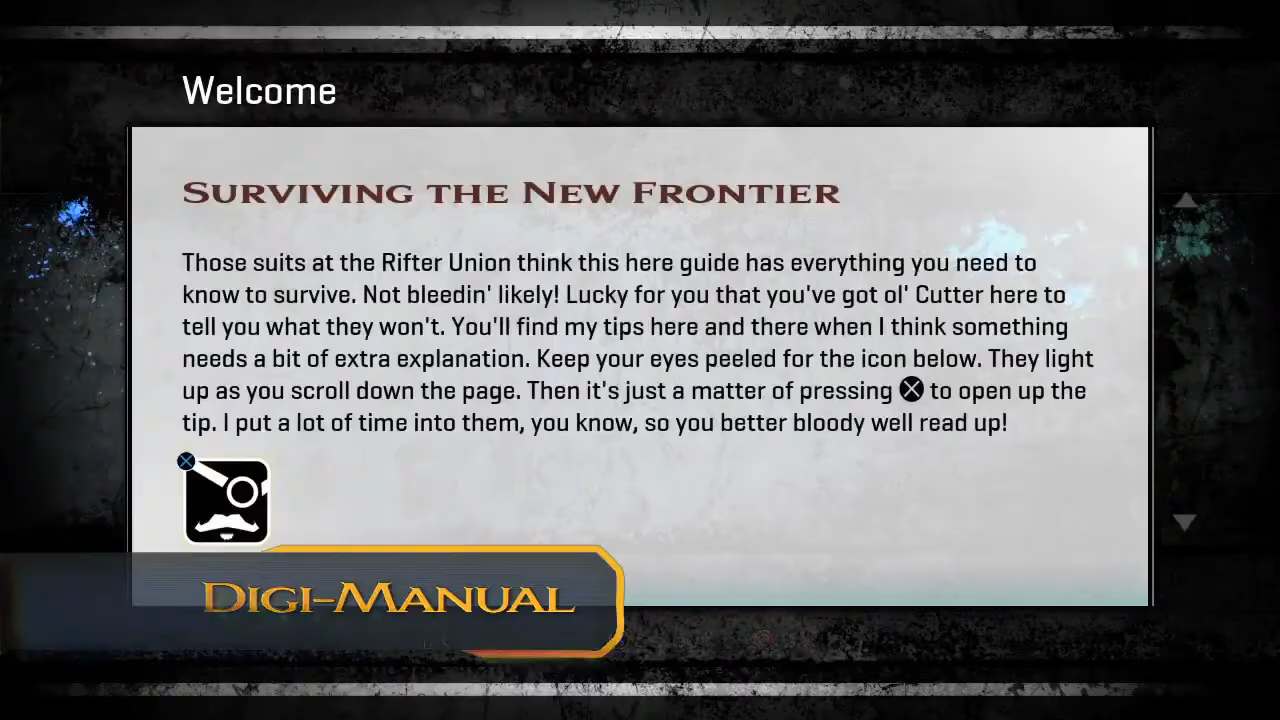 Welcome
Surviving the New Frontier
Those suits at the Rifter Union think this here guide has everything you need to
know to survive. Not bleedin' likely! Lucky for you that you've got ol' Cutter here to
tell you what they won't. You'll find my tips here and there when I think something
needs a bit of extra explanation. Keep your eyes peeled for the icon below. They light
up as you scroll down the page. Then it's just a matter of pressing to open up the
tip. I put a lot of time into them, you know, so you better bloody well read up!
Digi-Manual